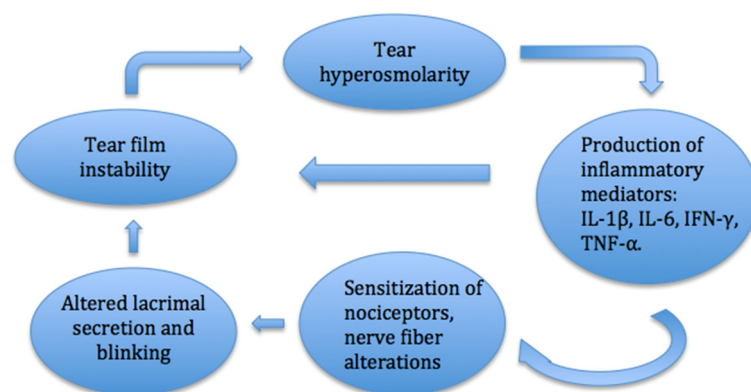 Tear
hyperosmolarity
Production of
inflammatory
mediators:
IL-1β, IL-6, IFN-γ,
TNF-α.
Sensitization of
nociceptors,
nerve fiber
alterations
Altered lacrimal
secretion and
blinking
Tear film
instability